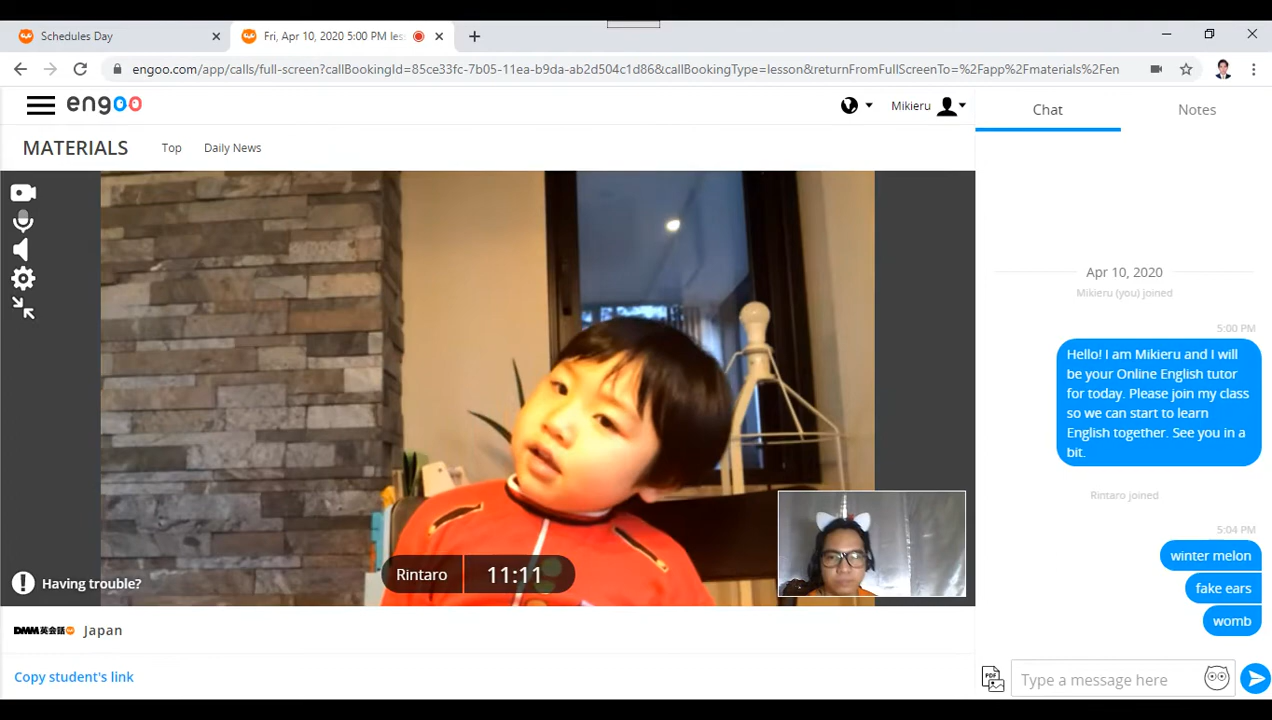 Schedules Day
Fri, Apr 10, 2020 5:00 PM les
engoo.com/app/calls/full-screen?callBookingId=85ce33fc-7b05-11ea-b9da-ab2d504c1d86&callBookingType=lesson&returnFromFullScreenTo=%2Fapp%2Fmaterials%2Fen
engoo
Mikieru
MATERIALS
Top
Daily News
Rintaro
11:11
Having trouble?
DMM英会話
Japan
Copy student's link
Chat
Notes
Apr 10, 2020
Mikieru (you) joined
5:00 PM
Hello! I am Mikieru and I will
be your Online English tutor
for today. Please join my class
so we can start to learn
English together. See you in a
bit.
Rintaro joined
5:04 PM
winter melon
fake ears
womb
PDF
Type a message here